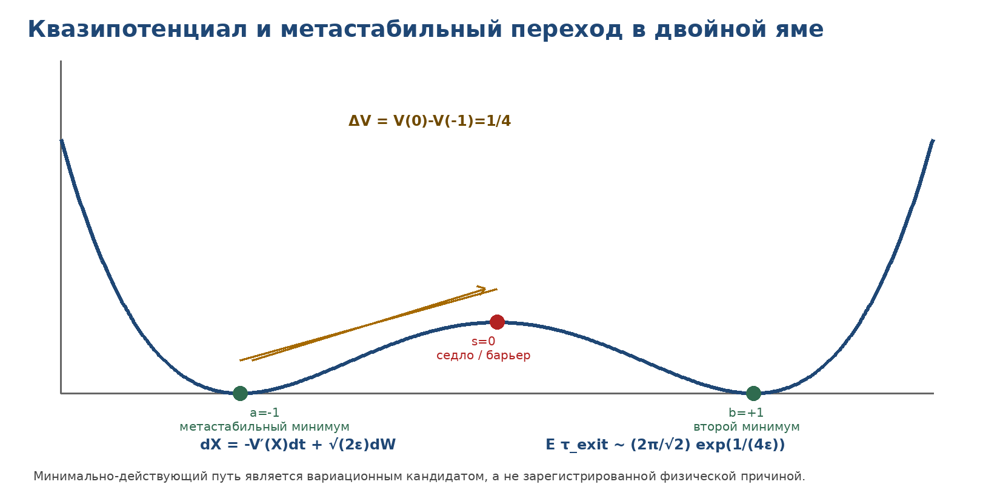 Квазипотенциал и метастабильный переход в двойной яме
ΔV = V(0)-V(-1)=1/4
s=0
седло / барьер
a=-1
метастабильный минимум
b=+1
второй минимум
dX = -V′(X)dt + √(2ε)dW
E τ_exit ~ (2π/√2) exp(1/(4ε))
Минимально-действующий путь является вариационным кандидатом, а не зарегистрированной физической причиной.